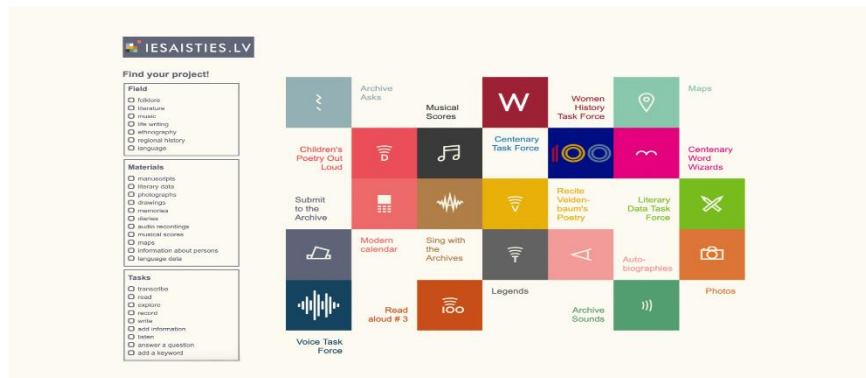 IESAISTIES.LV
Find your project!
Field
folklore
literature
music
life writing
ethnography
regional history
language
Materials
manuscripts
literary data
photographs
drawings
memories
diaries
audio recordings
musical scores
maps
information about persons
language data
Tasks
transcribe
read
explore
record
write
add information
listen
answer a question
add a keyword
Archive
Asks
Musical
Scores
W
Women
History
Task Force
Maps
Children's
Poetry Out
Loud
D
Centenary
Task Force
100
Centenary
Word
Wizards
Submit
to the
Archive
V
Recite
Veiden-
baum's
Poetry
Literary
Data Task
Force
Modern
calendar
Sing with
the
Archives
T
Auto-
biographies
Voice Task
Force
Read
aloud # 3
100
Legends
Archive
Sounds
Photos